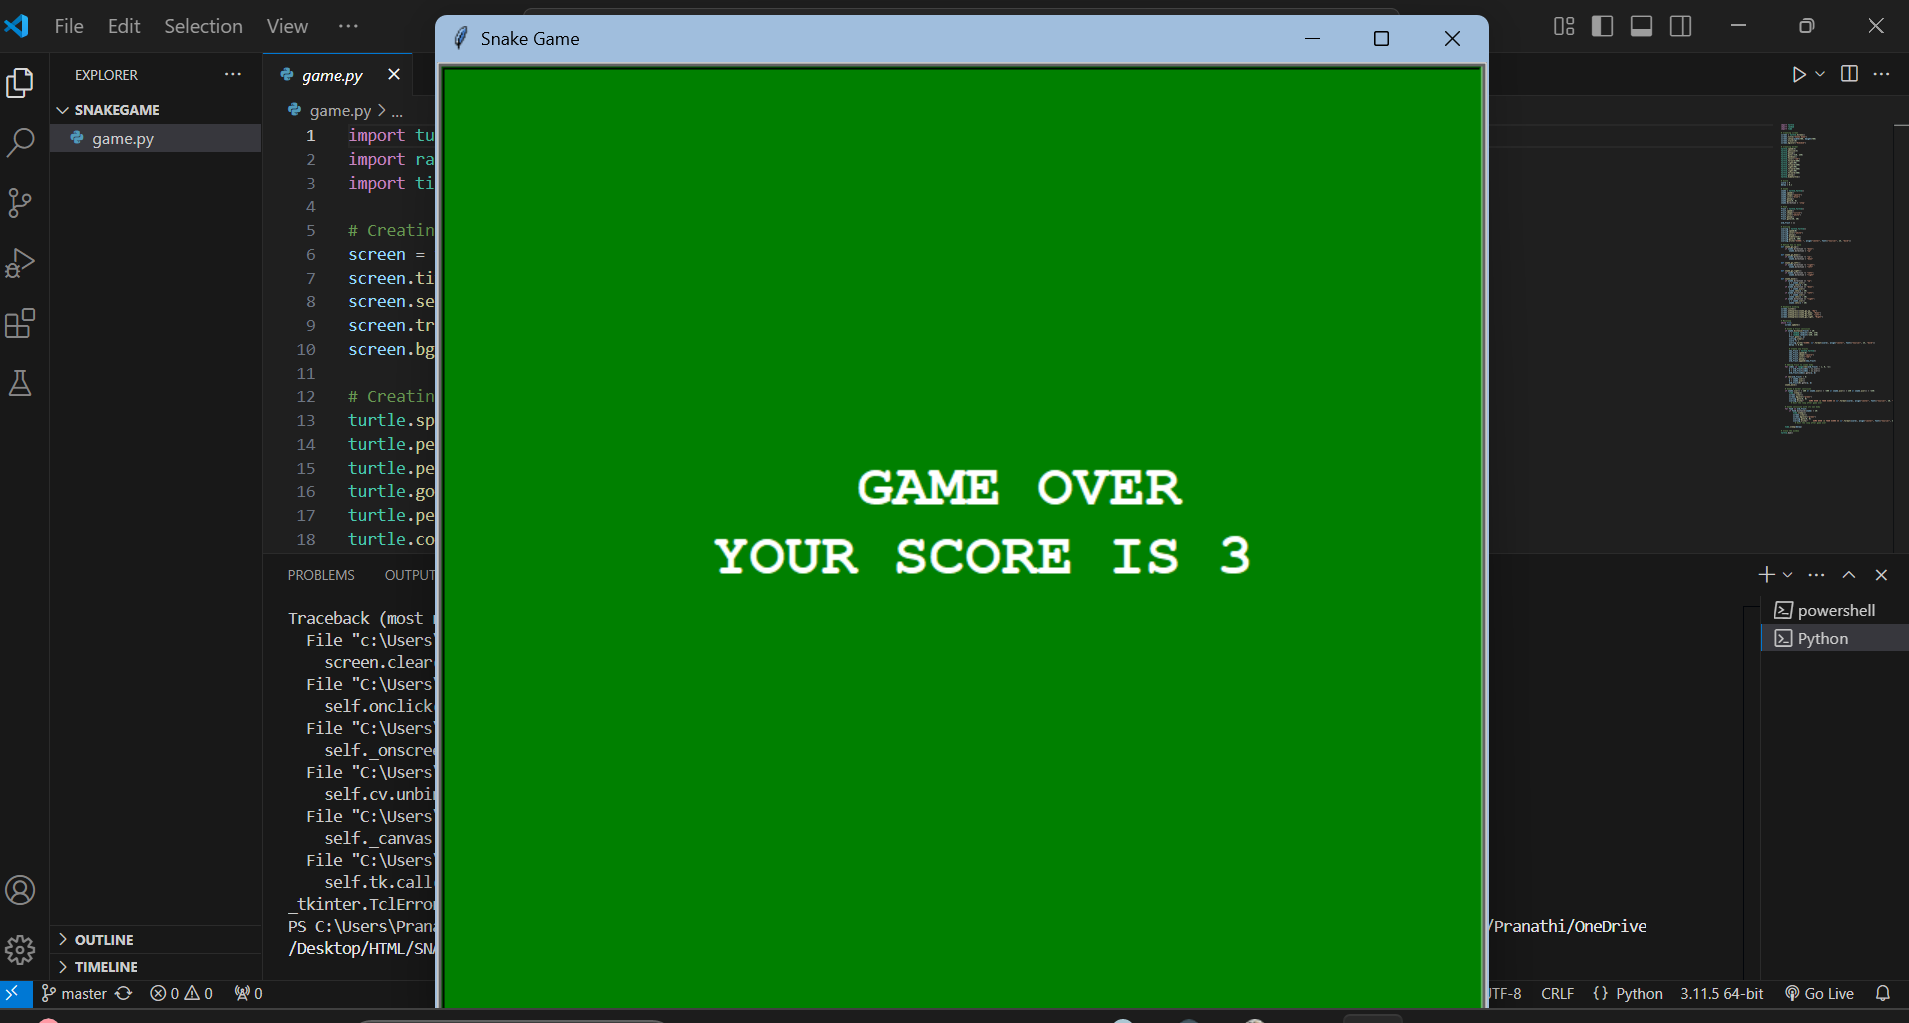 File Edit Selection View ...
Snake Game
EXPLORER ...
SNAKEGAME
game.py
game.py
game.py > ...
1 import tu
2 import ra
3 import ti
4
5 # Creatin
6 screen =
7 screen.ti
8 screen.se
9 screen.tr
10 screen.bg
11
12 # Creatin
13 turtle.sp
14 turtle.pe
15 turtle.pe
16 turtle.go
17 turtle.pe
18 turtle.co
GAME OVER
YOUR SCORE IS 3
PROBLEMS OUTPUT
Traceback (most
File "c:\Users\
screen.clear
File "C:\Users\
self.onclick
File "C:\Users\
self._onscree
File "C:\Users\
self.cv.unbin
File "C:\Users\
self._canvas
File "C:\Users\
self.tk.call
_tkinter.TclError
PS C:\Users\Prana
/Pranathi/OneDrive
/Desktop/HTML/SNA
powershell
Python
OUTLINE
TIMELINE
master 0 0 0
UTF-8 CRLF {} Python 3.11.5 64-bit Go Live